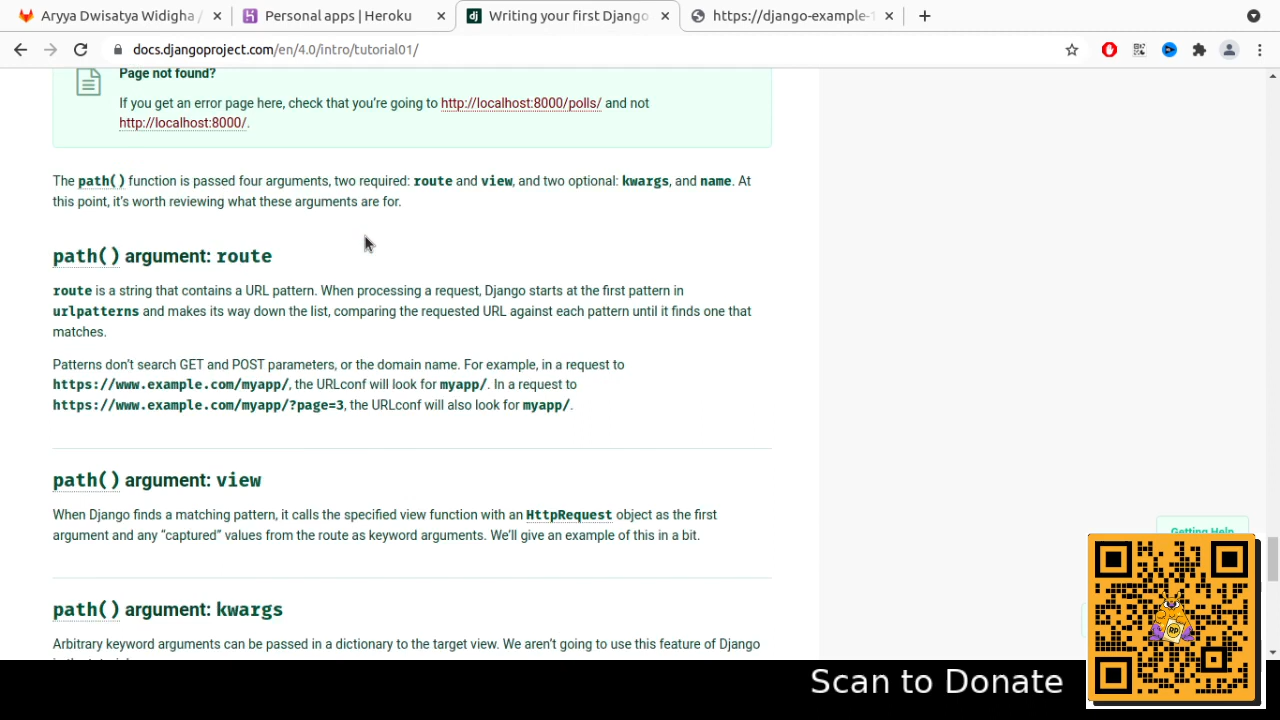 Aryya Dwisatya Widigha /
Personal apps | Heroku
Writing your first Django
https://django-example-1
docs.djangoproject.com/en/4.0/intro/tutorial01/
Page not found?
If you get an error page here, check that you're going to http://localhost:8000/polls/ and not
http://localhost:8000/.
The path() function is passed four arguments, two required: route and view, and two optional: kwargs, and name. At
this point, it's worth reviewing what these arguments are for.
path() argument: route
route is a string that contains a URL pattern. When processing a request, Django starts at the first pattern in
urlpatterns and makes its way down the list, comparing the requested URL against each pattern until it finds one that
matches.
Patterns don't search GET and POST parameters, or the domain name. For example, in a request to
https://www.example.com/myapp/, the URLconf will look for myapp/. In a request to
https://www.example.com/myapp/?page=3, the URLconf will also look for myapp/.
path() argument: view
When Django finds a matching pattern, it calls the specified view function with an HttpRequest object as the first
argument and any “captured” values from the route as keyword arguments. We'll give an example of this in a bit.
path() argument: kwargs
Arbitrary keyword arguments can be passed in a dictionary to the target view. We aren't going to use this feature of Django
Getting Help
RP
Scan to Donate